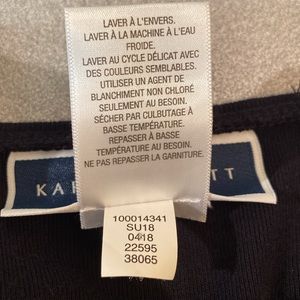 LAVER À L'ENVERS.
LAVER À LA MACHINE À L'EAU
FROIDE.
LAVER AU CYCLE DÉLICAT AVEC
DES COULEURS SEMBLABLES.
UTILISER UN AGENT DE
BLANCHIMENT NON CHLORÉ
SEULEMENT AU BESOIN.
SÉCHER PAR CULBUTAGE À
BASSE TEMPÉRATURE.
REPASSER À BASSE
TEMPÉRATURE AU BESOIN.
NE PAS REPASSER LA GARNITURE.
KAR TT
100014341
SU18
0418
22595
38065